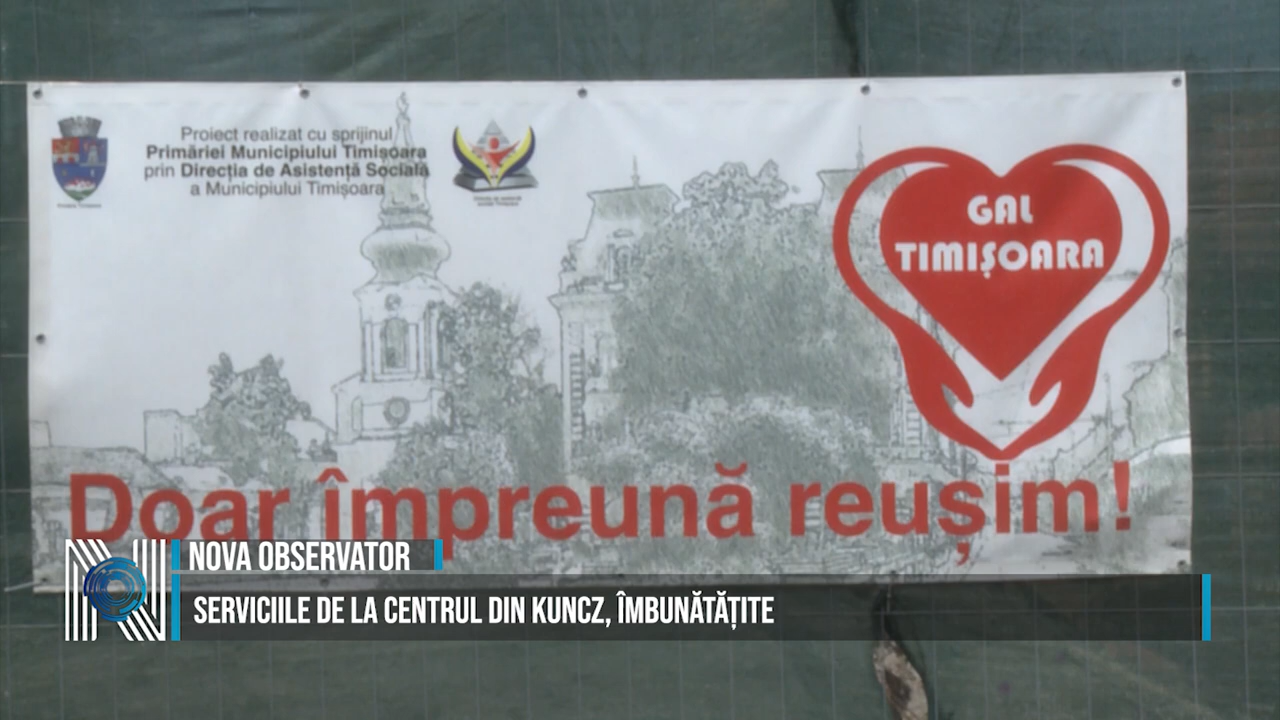 Proiect realizat cu sprijinul
Primăriei Municipiului Timișoara
prin Direcția de Asistență Socială
a Municipiului Timișoara
GAL
TIMIȘOARA
Doar împreună reușim!
NOVA OBSERVATOR
SERVICIILE DE LA CENTRUL DIN KUNCZ, ÎMBUNĂTĂȚITE